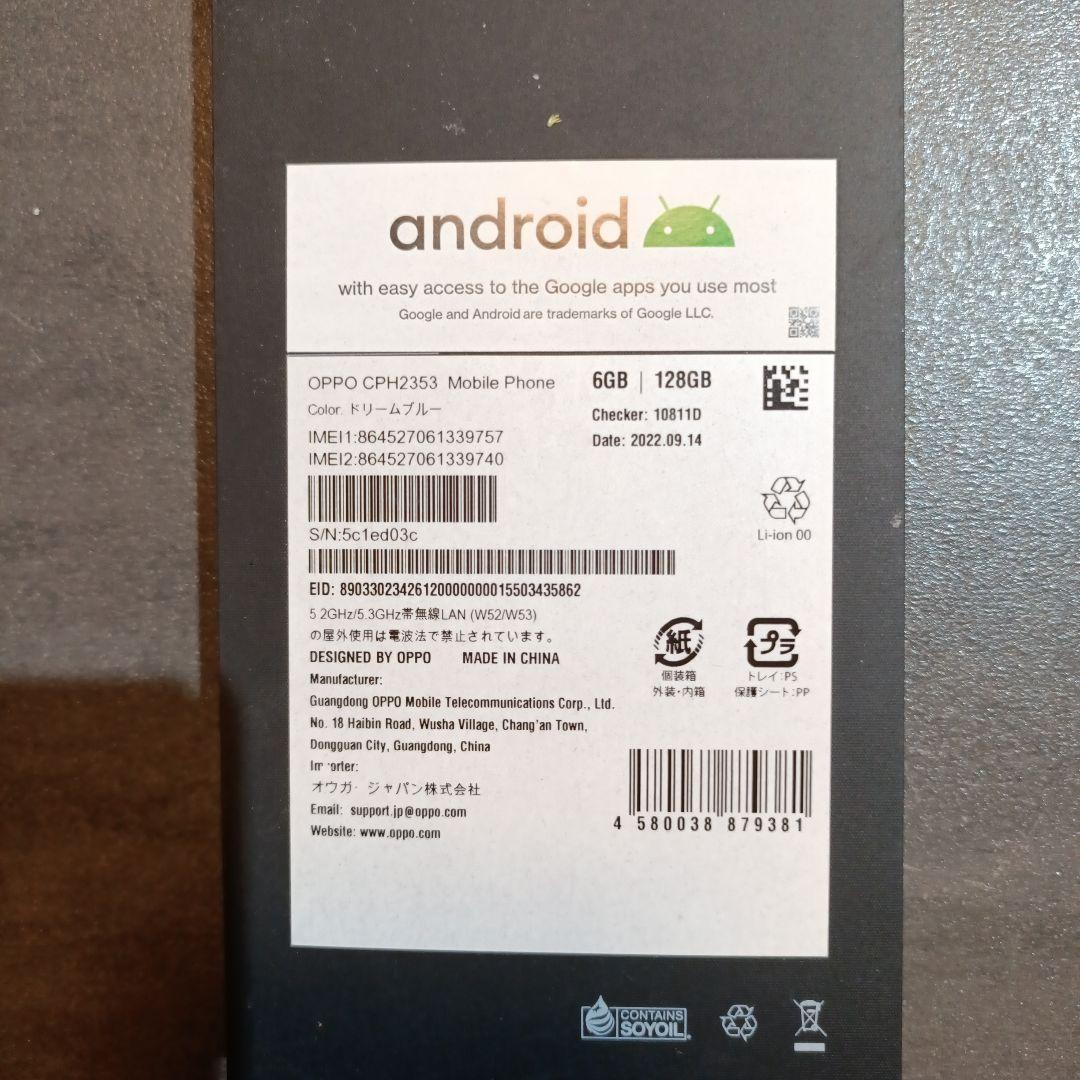 android
with easy access to the Google apps you use most
Google and Android are trademarks of Google LLC.
OPPO CPH2353 Mobile Phone
6GB | 128GB
Color: ドリームブルー
Checker: 10811D
IMEI1:864527061339757
Date: 2022.09.14
IMEI2:864527061339740
S/N:5c1ed03c
Li-ion 00
EID: 89033023426120000000015503435862
5.2GHz/5.3GHz帯無線LAN (W52/W53)
の屋外使用は電波法で禁止されています。
DESIGNED BY OPPO MADE IN CHINA
紙
個装箱
外装・内箱
プラ
トレイ:PS
保護シート:PP
Manufacturer:
Guangdong OPPO Mobile Telecommunications Corp., Ltd.
No. 18 Haibin Road, Wusha Village, Chang'an Town,
Dongguan City, Guangdong, China
Importer:
オウガ・ジャパン株式会社
Email: support.jp@oppo.com
Website: www.oppo.com
4 580038 879381
CONTAINS
SOYOIL